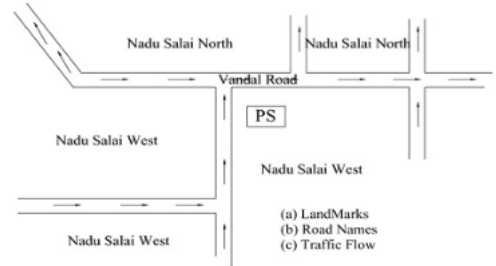 Nadu Salai North
Nadu Salai North
Vandal Road
PS
Nadu Salai West
Nadu Salai West
(a) LandMarks
(b) Road Names
(c) Traffic Flow
Nadu Salai West